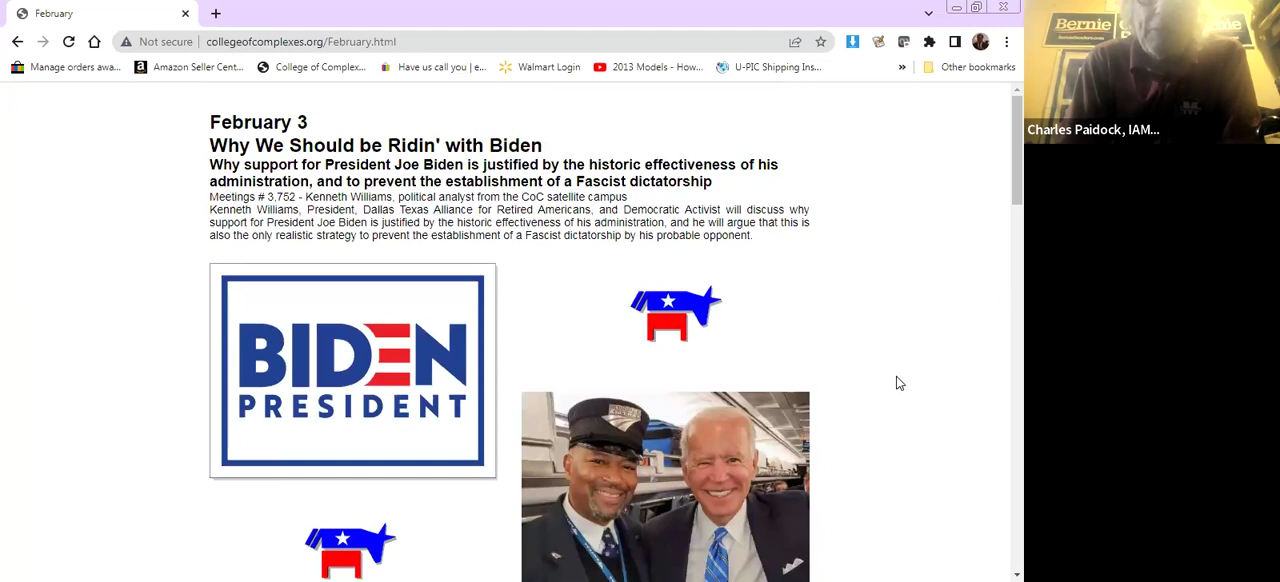 February
Not secure
collegeofcomplexes.org/February.html
Manage orders awa...
Amazon Seller Cent...
College of Complex...
Have us call you | e...
Walmart Login
2013 Models - How...
U-PIC Shipping Ins...
»
Other bookmarks
February 3
Why We Should be Ridin' with Biden
Why support for President Joe Biden is justified by the historic effectiveness of his
administration, and to prevent the establishment of a Fascist dictatorship
Meetings # 3,752 - Kenneth Williams, political analyst from the CoC satellite campus
Kenneth Williams, President, Dallas Texas Alliance for Retired Americans, and Democratic Activist will discuss why
support for President Joe Biden is justified by the historic effectiveness of his administration, and he will argue that this is
also the only realistic strategy to prevent the establishment of a Fascist dictatorship by his probable opponent.
BIDEN
PRESIDENT
Bernie
Charles Paidock, IAM...